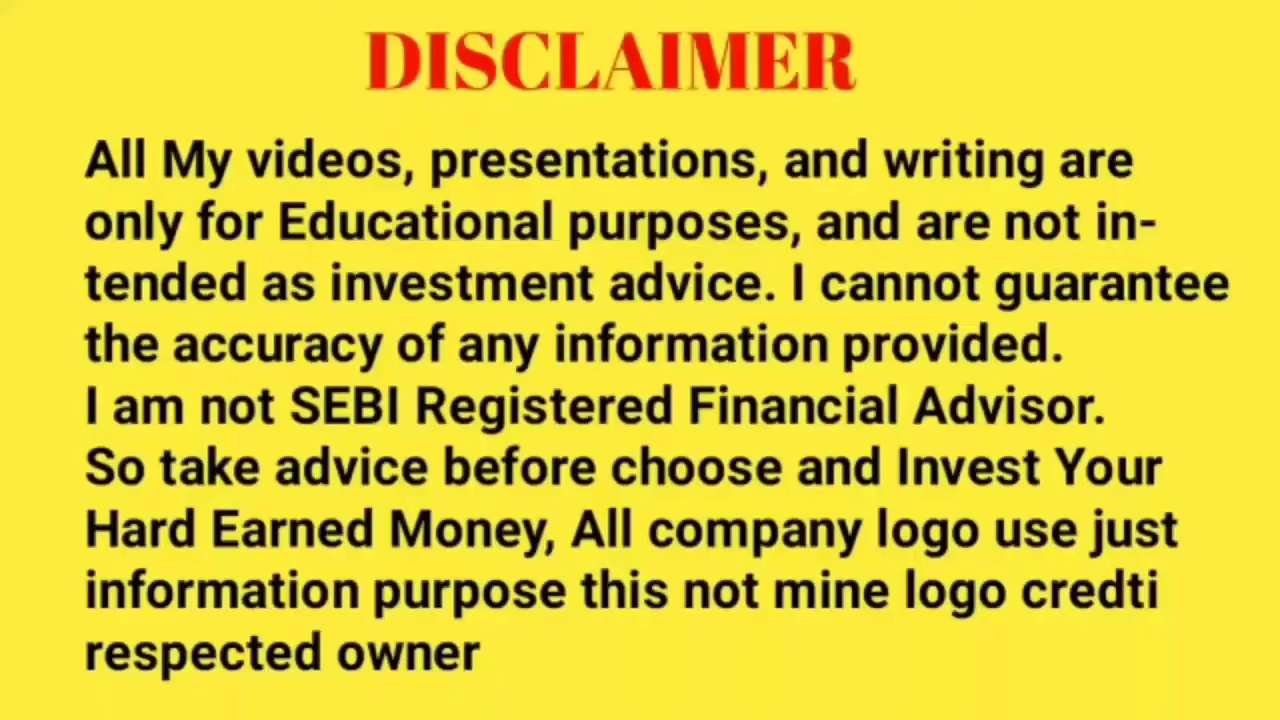 DISCLAIMER
All My videos, presentations, and writing are
only for Educational purposes, and are not in-
tended as investment advice. I cannot guarantee
the accuracy of any information provided.
I am not SEBI Registered Financial Advisor.
So take advice before choose and Invest Your
Hard Earned Money, All company logo use just
information purpose this not mine logo credti
respected owner